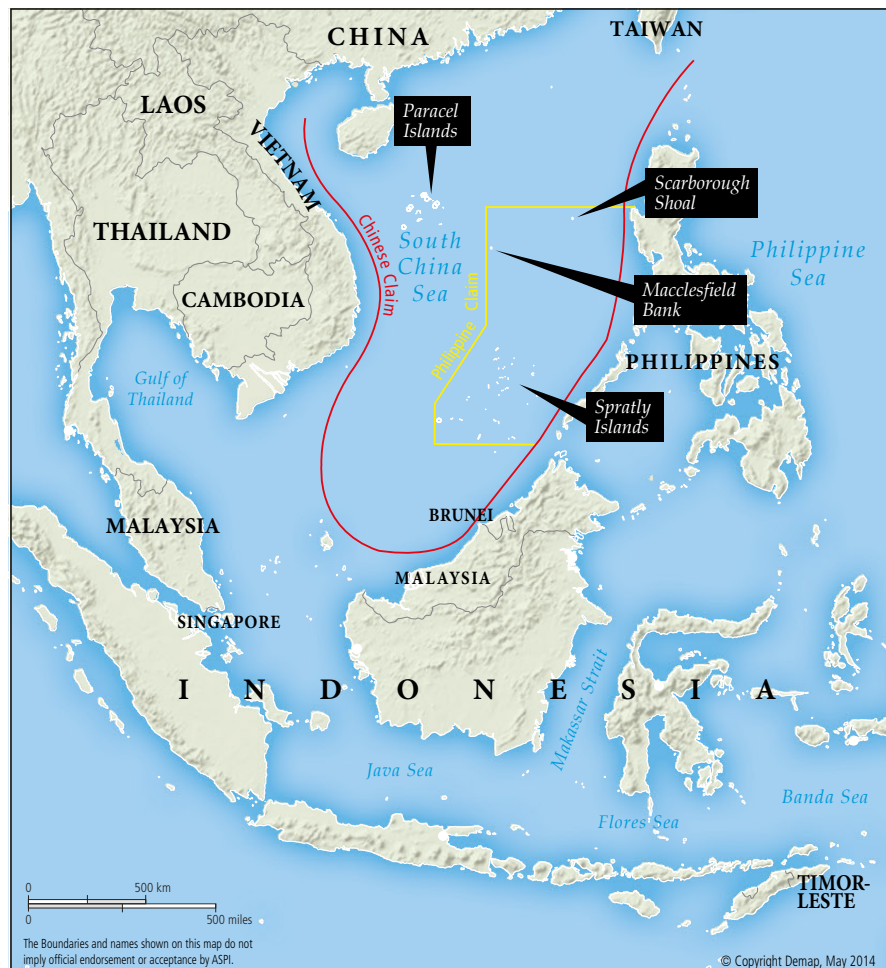 CHINA
TAIWAN
LAOS
Paracel
Islands
VIETNAM
Scarborough
Shoal
THAILAND
Chinese Claim
South
China
Sea
Philippine
Sea
CAMBODIA
Macclesfield
Bank
Philippine Claim
PHILIPPINES
Gulf of
Thailand
Spratly
Islands
MALAYSIA
BRUNEI
MALAYSIA
SINGAPORE
INDONESIA
Makassar Strait
Java Sea
Banda Sea
Flores Sea
TIMOR-
LESTE
0 500 km
0 500 miles
The Boundaries and names shown on this map do not
imply official endorsement or acceptance by ASPI.
© Copyright Demap, May 2014